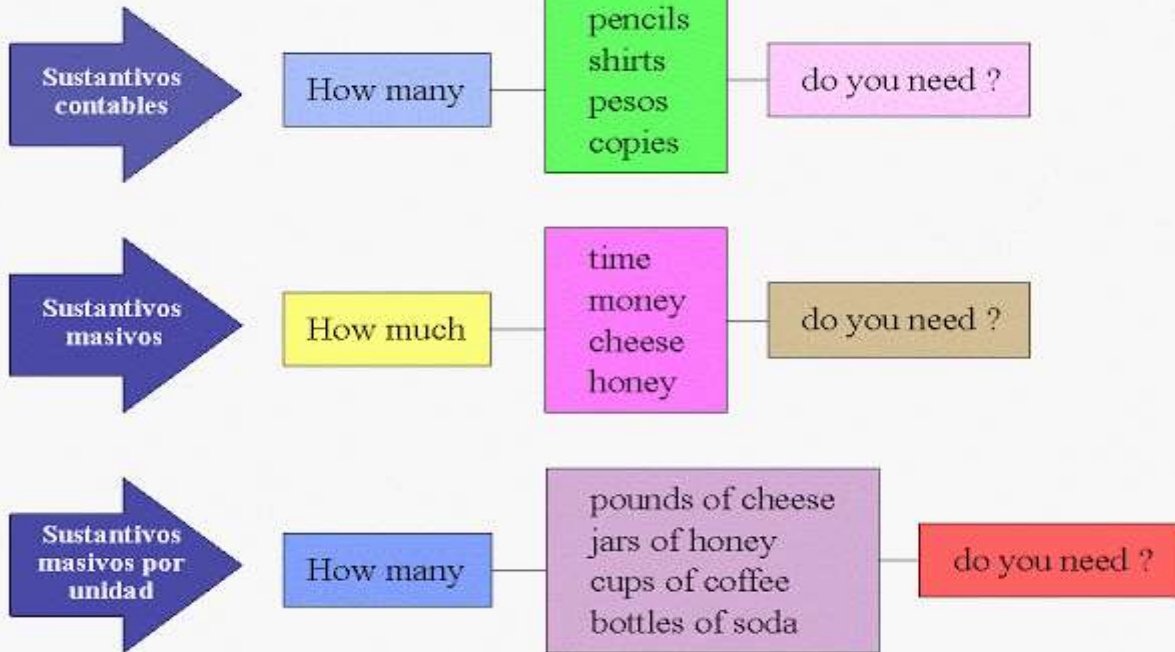 Sustantivos
contables
How many
pencils
shirts
pesos
copies
do you need ?
Sustantivos
masivos
How much
time
money
cheese
honey
do you need ?
Sustantivos
masivos por
unidad
How many
pounds of cheese
jars of honey
cups of coffee
bottles of soda
do you need ?